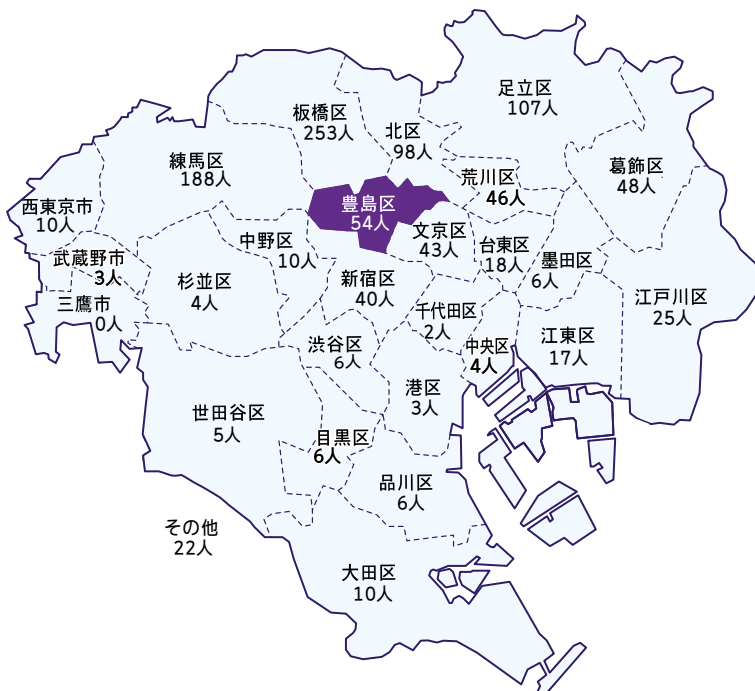 足立区
107人
板橋区
253人
北区
98人
練馬区
188人
葛飾区
48人
荒川区
46人
西東京市
10人
豊島区
54人
文京区
43人
中野区
10人
台東区
18人
武蔵野市
3人
墨田区
6人
杉並区
4人
新宿区
40人
江戸川区
25人
三鷹市
0人
千代田区
2人
渋谷区
6人
中央区
4人
江東区
17人
港区
3人
世田谷区
5人
目黒区
6人
品川区
6人
その他
22人
大田区
10人